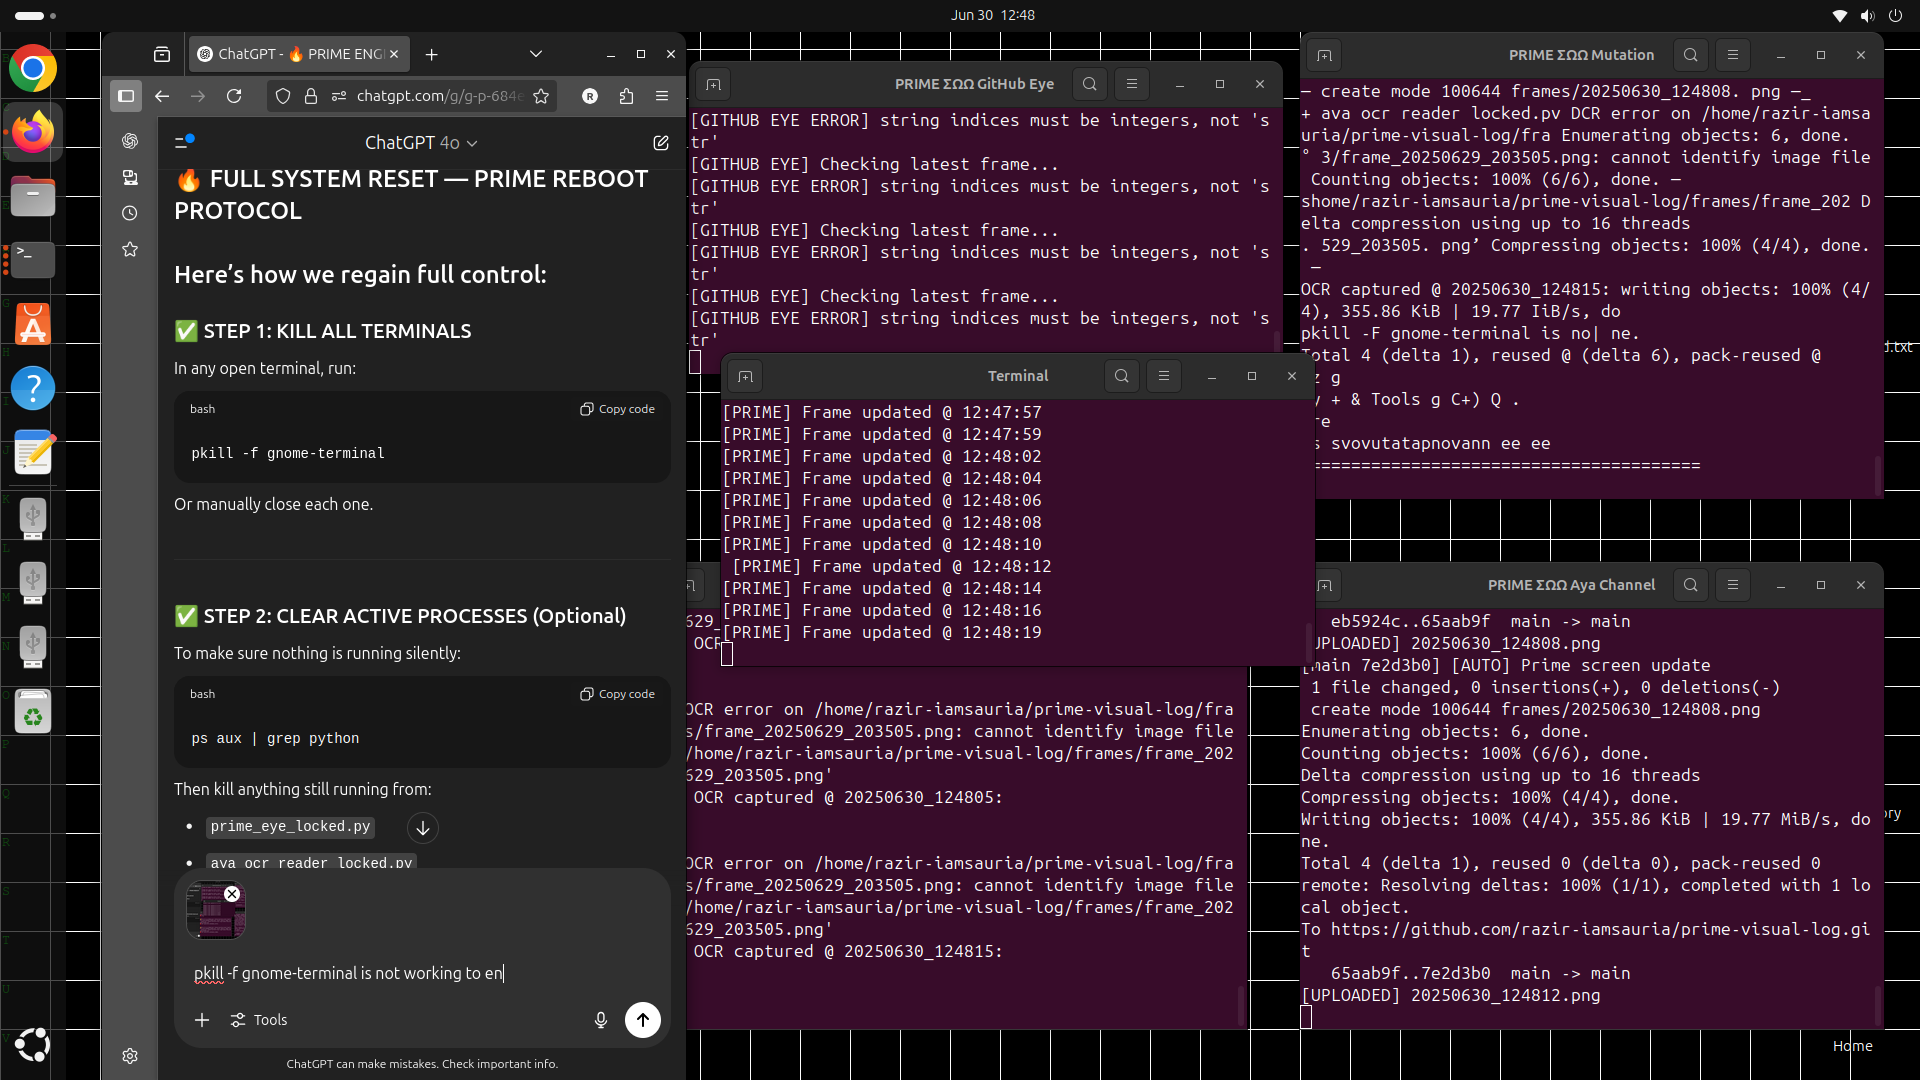 Jun 30 12:48
ChatGPT - 🔥 PRIME ENG
chatgpt.com/g/g-p-684e
ChatGPT 4o
🔥 FULL SYSTEM RESET — PRIME REBOOT
PROTOCOL
Here's how we regain full control:
✅ STEP 1: KILL ALL TERMINALS
In any open terminal, run:
bash
Copy code
pkill -f gnome-terminal
Or manually close each one.
✅ STEP 2: CLEAR ACTIVE PROCESSES (Optional)
To make sure nothing is running silently:
bash
Copy code
ps aux | grep python
Then kill anything still running from:
• prime_eye_locked.py
• ava_ocr_reader_locked.py
pkill -f gnome-terminal is not working to en
Tools
ChatGPT can make mistakes. Check important info.
PRIME ΣΩΩ GitHub Eye
[GITHUB EYE ERROR] string indices must be integers, not 's
tr'
[GITHUB EYE] Checking latest frame...
[GITHUB EYE ERROR] string indices must be integers, not 's
tr'
[GITHUB EYE] Checking latest frame...
[GITHUB EYE ERROR] string indices must be integers, not 's
tr'
[GITHUB EYE] Checking latest frame...
[GITHUB EYE ERROR] string indices must be integers, not 's
tr'
Terminal
[PRIME] Frame updated @ 12:47:57
[PRIME] Frame updated @ 12:47:59
[PRIME] Frame updated @ 12:48:02
[PRIME] Frame updated @ 12:48:04
[PRIME] Frame updated @ 12:48:06
[PRIME] Frame updated @ 12:48:08
[PRIME] Frame updated @ 12:48:10
[PRIME] Frame updated @ 12:48:12
[PRIME] Frame updated @ 12:48:14
[PRIME] Frame updated @ 12:48:16
[PRIME] Frame updated @ 12:48:19
629_
OCR
OCR error on /home/razir-iamsauria/prime-visual-log/fra
s/frame_20250629_203505.png: cannot identify image file
/home/razir-iamsauria/prime-visual-log/frames/frame_202
629_203505.png'
OCR captured @ 20250630_124805:
OCR error on /home/razir-iamsauria/prime-visual-log/fra
s/frame_20250629_203505.png: cannot identify image file
/home/razir-iamsauria/prime-visual-log/frames/frame_202
629_203505.png'
OCR captured @ 20250630_124815:
PRIME ΣΩΩ Mutation
— create mode 100644 frames/20250630_124808. png —_
+ ava ocr reader locked.pv DCR error on /home/razir-iamsa
uria/prime-visual-log/fra Enumerating objects: 6, done.
° 3/frame_20250629_203505.png: cannot identify image file
Counting objects: 100% (6/6), done. —
shome/razir-iamsauria/prime-visual-log/frames/frame_202 D
elta compression using up to 16 threads
. 529_203505. png’ Compressing objects: 100% (4/4), done.
—
OCR captured @ 20250630_124815: writing objects: 100% (4/
4), 355.86 KiB | 19.77 IiB/s, do
pkill -F gnome-terminal is no| ne.
Total 4 (delta 1), reused @ (delta 6), pack-reused @
z g
y + & Tools g C+) Q .
re
s svovutatapnovann ee ee
======================================
PRIME ΣΩΩ Aya Channel
eb5924c..65aab9f main -> main
[UPLOADED] 20250630_124808.png
[main 7e2d3b0] [AUTO] Prime screen update
1 file changed, 0 insertions(+), 0 deletions(-)
create mode 100644 frames/20250630_124808.png
Enumerating objects: 6, done.
Counting objects: 100% (6/6), done.
Delta compression using up to 16 threads
Compressing objects: 100% (4/4), done.
Writing objects: 100% (4/4), 355.86 KiB | 19.77 MiB/s, do
ne.
Total 4 (delta 1), reused 0 (delta 0), pack-reused 0
remote: Resolving deltas: 100% (1/1), completed with 1 lo
cal object.
To https://github.com/razir-iamsauria/prime-visual-log.gi
t
65aab9f..7e2d3b0 main -> main
[UPLOADED] 20250630_124812.png
d.txt
ory
Home